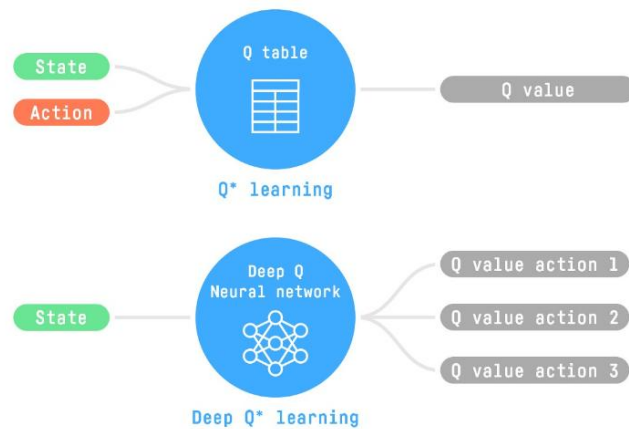 Q table
State
Action
Q value
Q* learning
Deep Q
Neural network
State
Q value action 1
Q value action 2
Q value action 3
Deep Q* learning